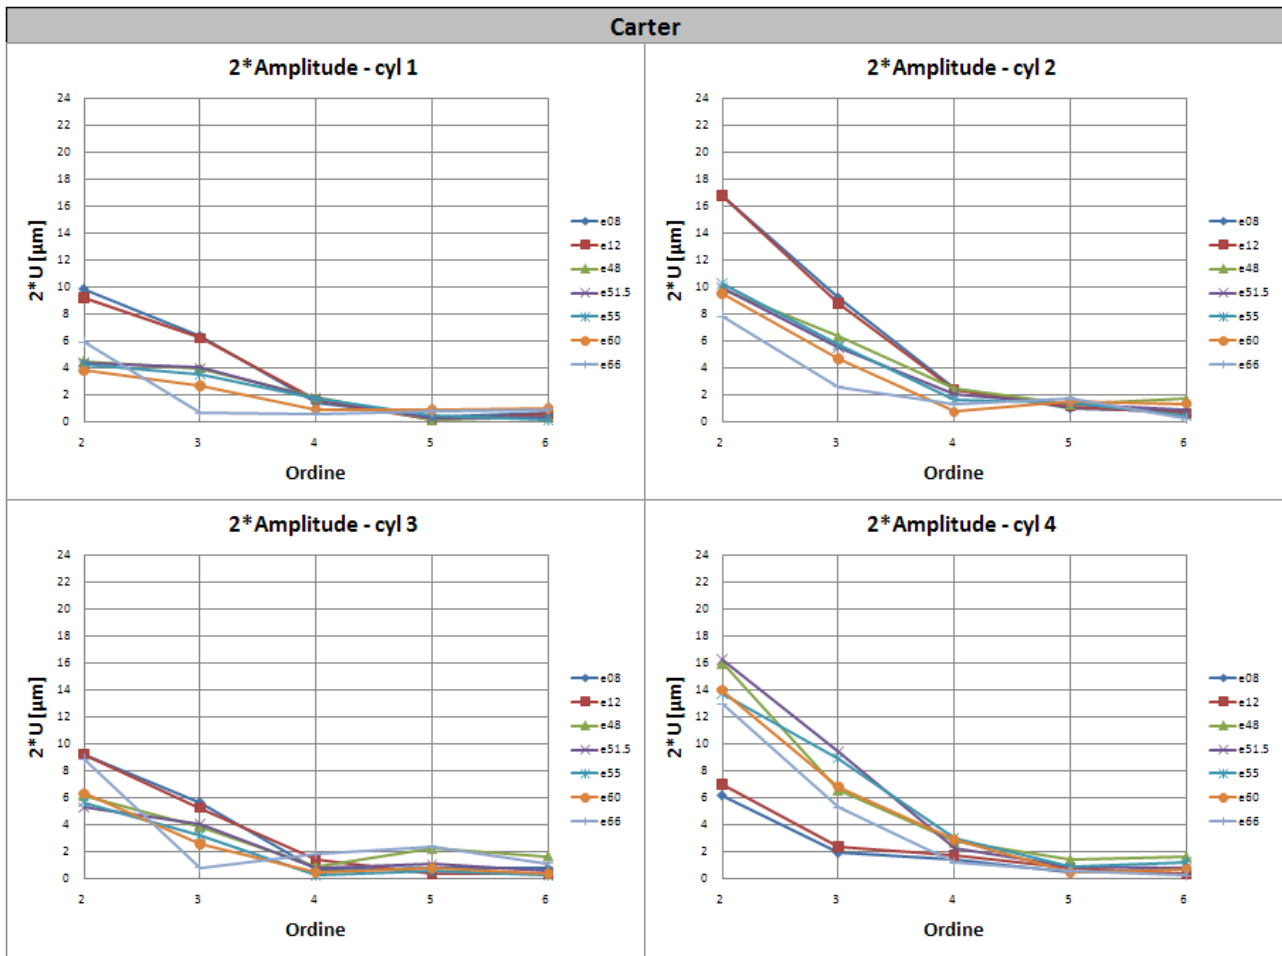 Carter
2*Amplitude - cyl 1
24
22
20
18
16
14
12
10
8
6
4
2
0
2*U [µm]
2 3 4 5 6
Ordine
e08
e12
e48
e51.5
e55
e60
e66
2*Amplitude - cyl 2
24
22
20
18
16
14
12
10
8
6
4
2
0
2*U [µm]
2 3 4 5 6
Ordine
e08
e12
e48
e51.5
e55
e60
e66
2*Amplitude - cyl 3
24
22
20
18
16
14
12
10
8
6
4
2
0
2*U [µm]
2 3 4 5 6
Ordine
e08
e12
e48
e51.5
e55
e60
e66
2*Amplitude - cyl 4
24
22
20
18
16
14
12
10
8
6
4
2
0
2*U [µm]
2 3 4 5 6
Ordine
e08
e12
e48
e51.5
e55
e60
e66